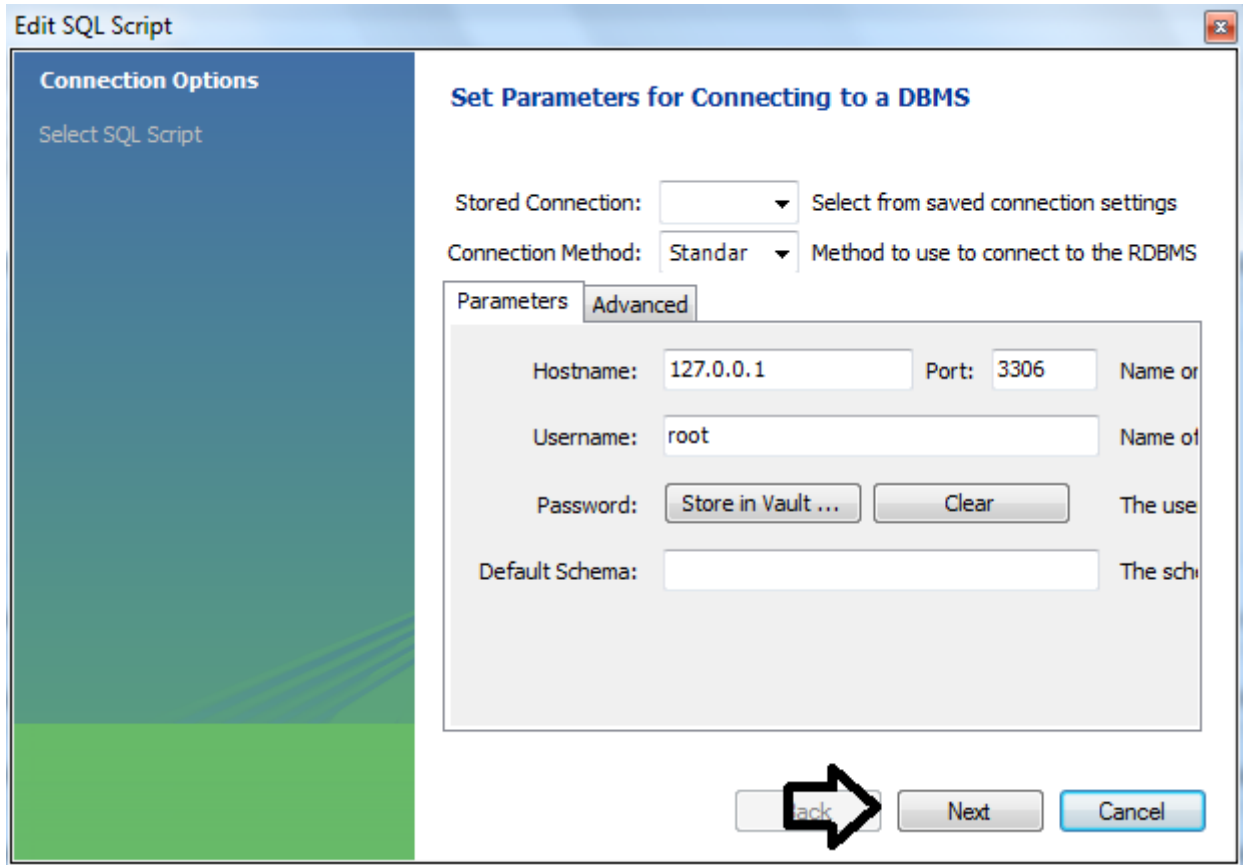 Edit SQL Script
Connection Options
Select SQL Script
Set Parameters for Connecting to a DBMS
Stored Connection: Select from saved connection settings
Connection Method: Standar Method to use to connect to the RDBMS
Parameters Advanced
Hostname: 127.0.0.1 Port: 3306 Name or
Username: root Name of
Password: Store in Vault ... Clear The use
Default Schema: The sch
Back Next Cancel